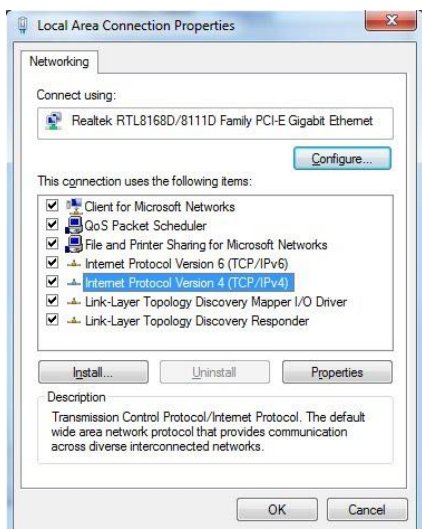 Local Area Connection Properties
Networking
Connect using:
Realtek RTL8168D/8111D Family PCI-E Gigabit Ethernet
Configure...
This connection uses the following items:
Client for Microsoft Networks
QoS Packet Scheduler
File and Printer Sharing for Microsoft Networks
Internet Protocol Version 6 (TCP/IPv6)
Internet Protocol Version 4 (TCP/IPv4)
Link-Layer Topology Discovery Mapper I/O Driver
Link-Layer Topology Discovery Responder
Install... Uninstall Properties
Description
Transmission Control Protocol/Internet Protocol. The default
wide area network protocol that provides communication
across diverse interconnected networks.
OK Cancel